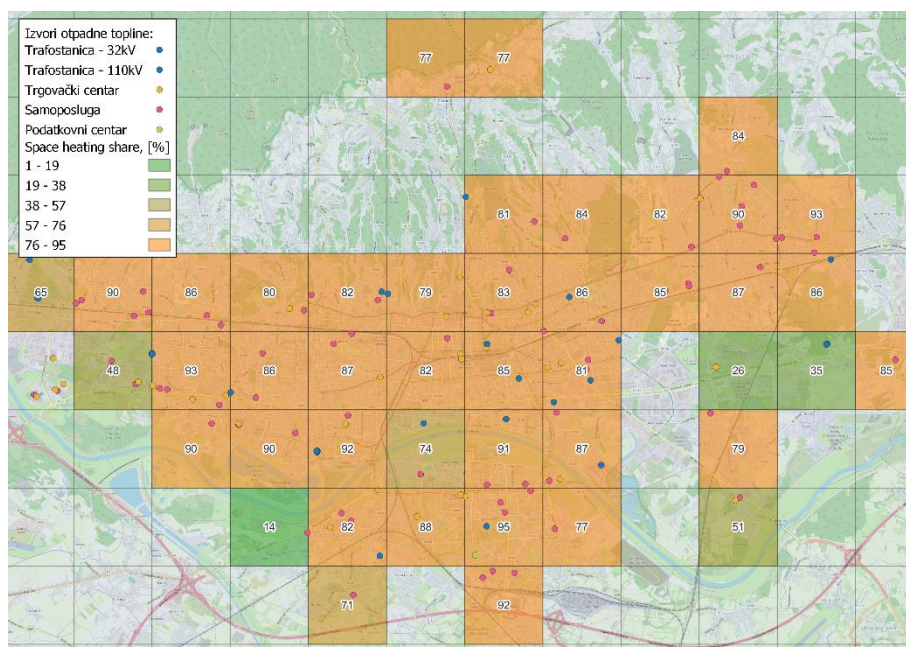 Izvori otpadne topline:
Trafostanica - 32kV
Trafostanica - 110kV
Trgovački centar
Samoposluga
Podatkovni centar
Space heating share, [%]
1 - 19
19 - 38
38 - 57
57 - 76
76 - 95
77 77
84
81 84 82 90 93
65 90 86 80 82 79 83 86 85 87 86
48 93 86 87 82 85 81 26 35 85
90 90 92 74 91 87 79
14 82 88 95 77 51
71 92